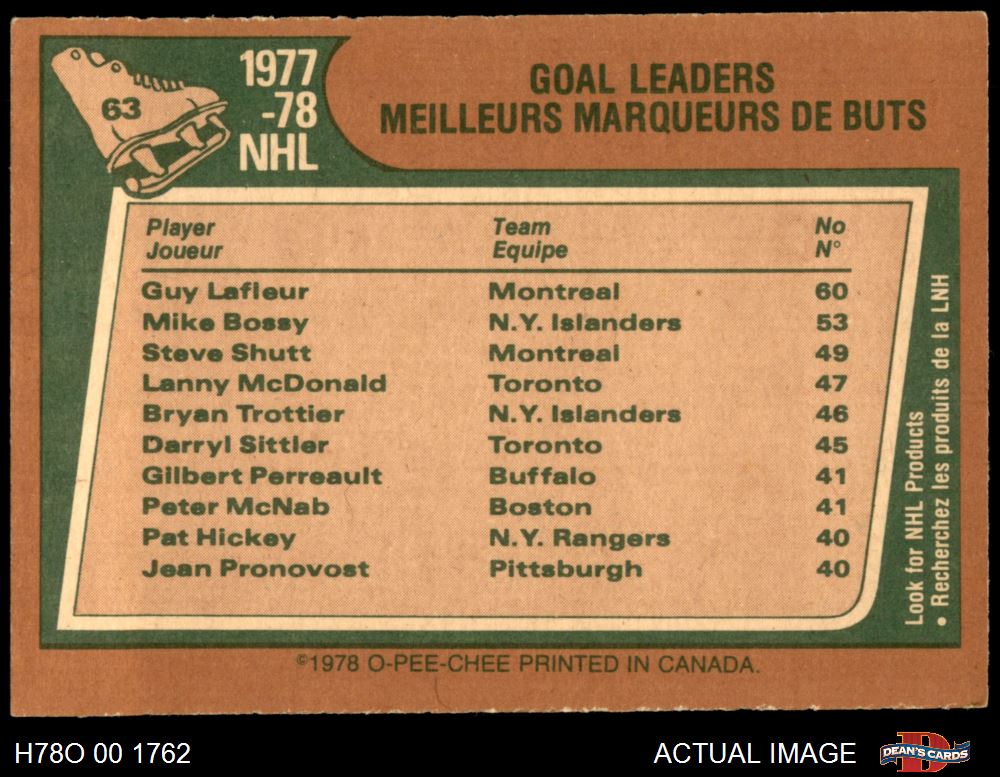 63
1977
-78
NHL
GOAL LEADERS
MEILLEURS MARQUEURS DE BUTS
Player Team No
Joueur Equipe N°
Guy Lafleur Montreal 60
Mike Bossy N.Y. Islanders 53
Steve Shutt Montreal 49
Lanny McDonald Toronto 47
Bryan Trottier N.Y. Islanders 46
Darryl Sittler Toronto 45
Gilbert Perreault Buffalo 41
Peter McNab Boston 41
Pat Hickey N.Y. Rangers 40
Jean Pronovost Pittsburgh 40
Look for NHL Products
• Recherchez les produits de la LNH
©1978 O-PEE-CHEE PRINTED IN CANADA.
H78O 00 1762 ACTUAL IMAGE
D
DEAN'S CARDS